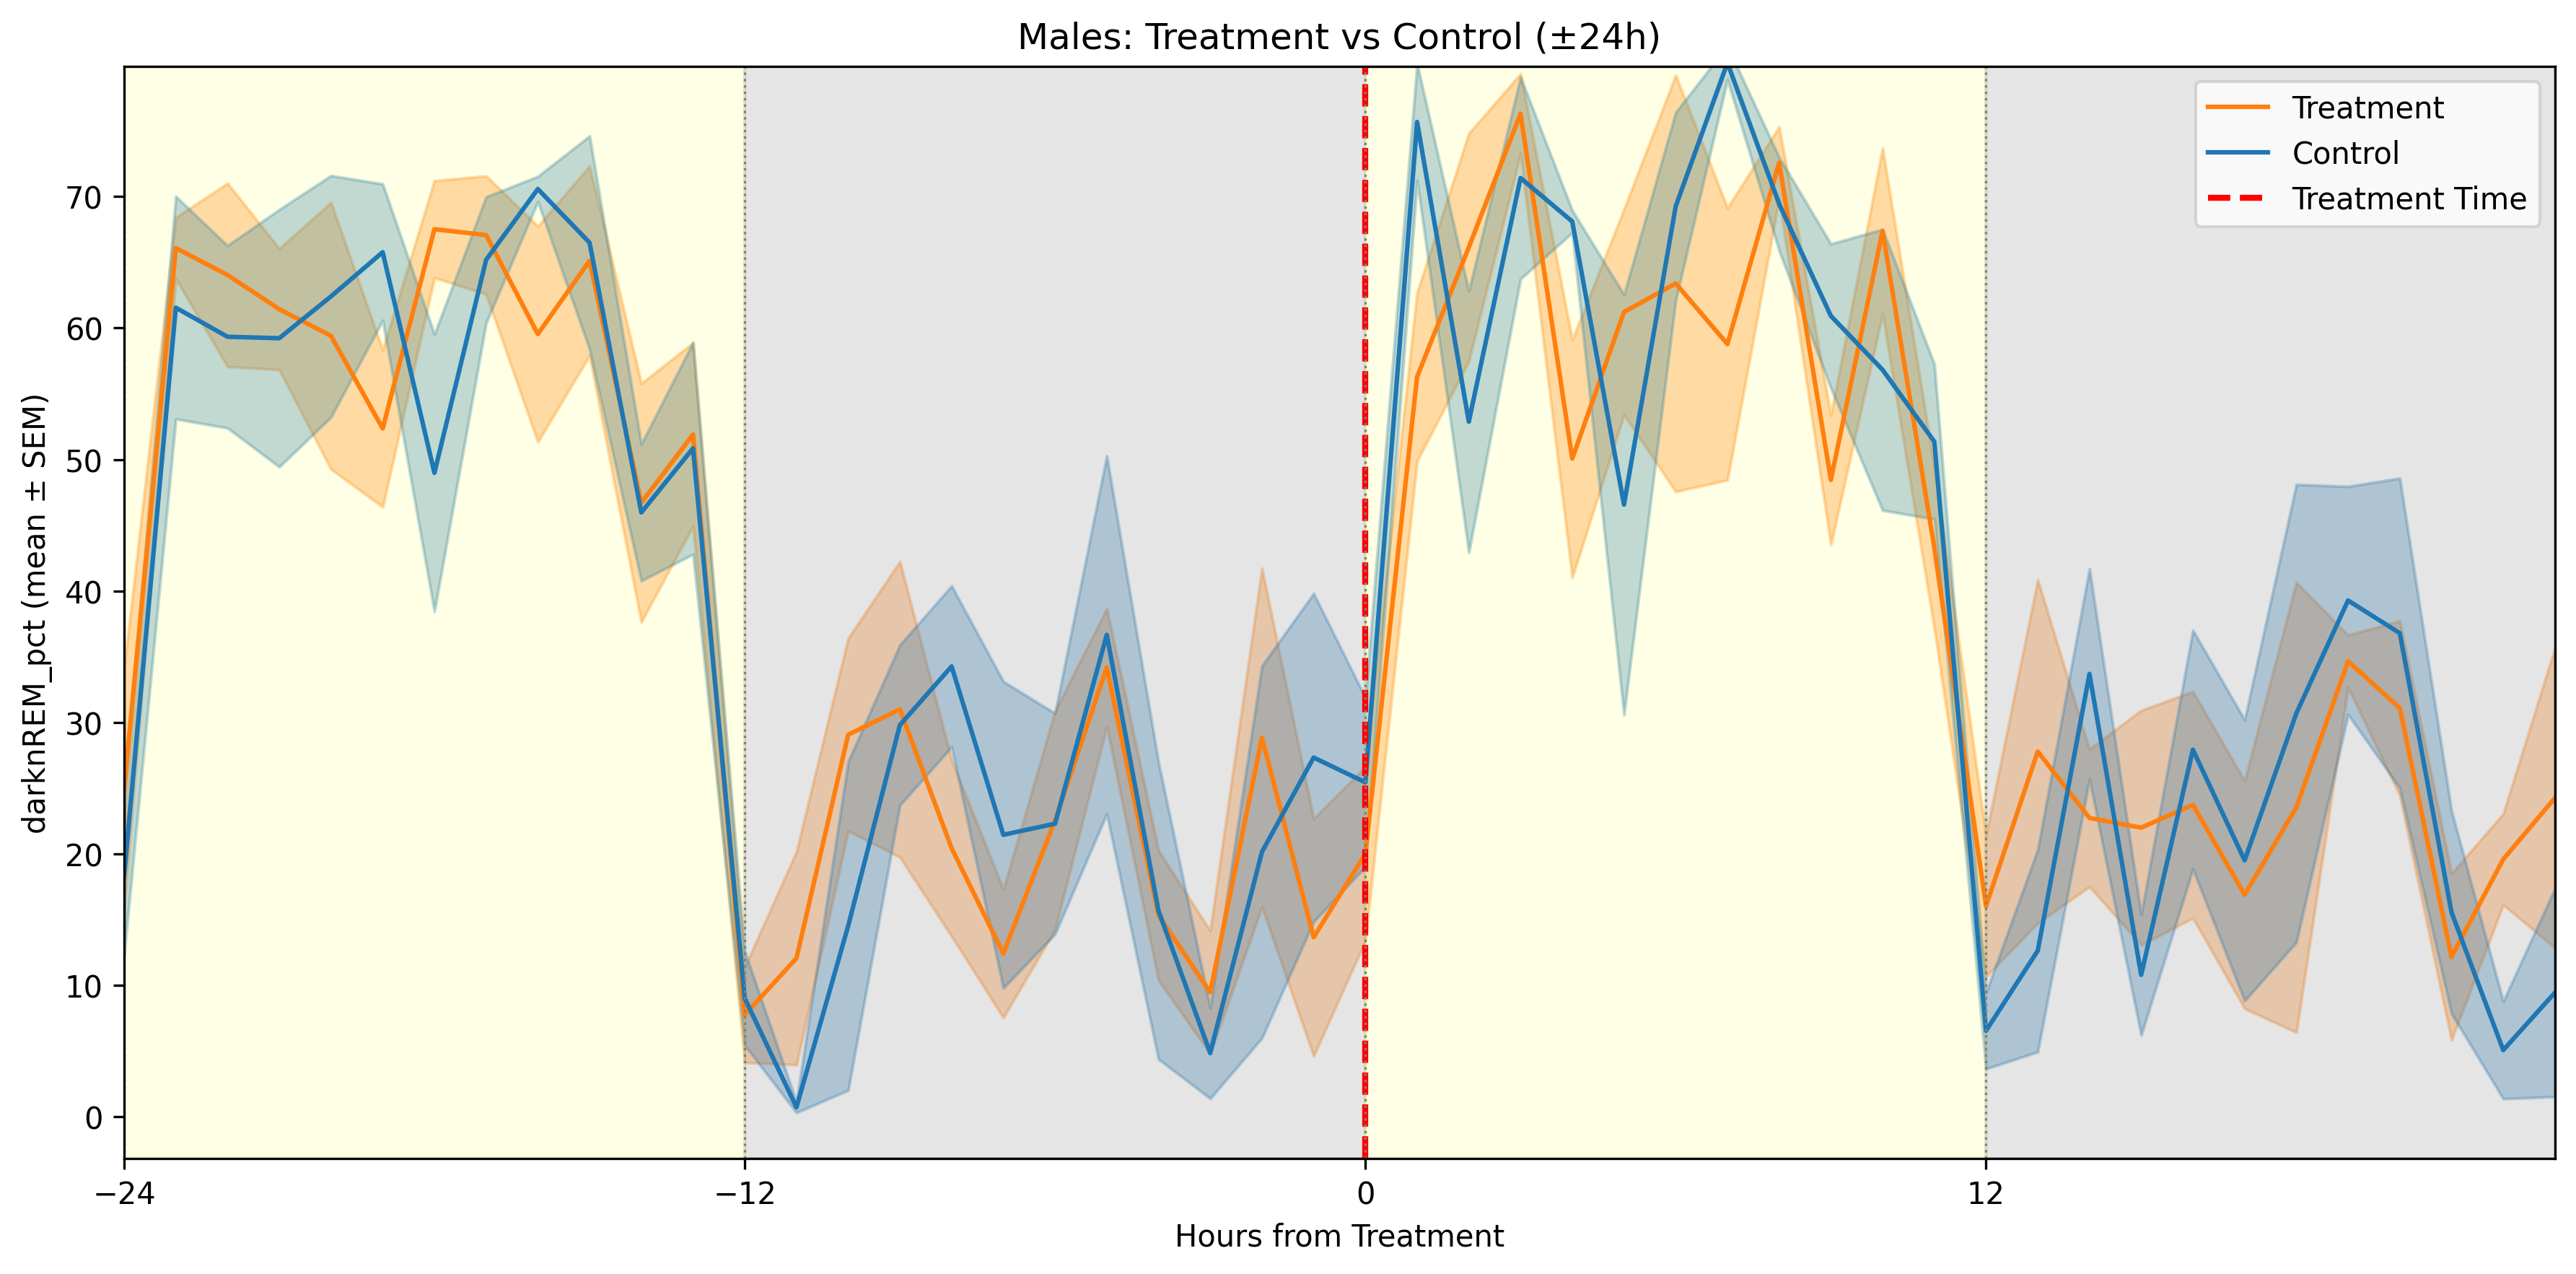 Males: Treatment vs Control (±24h)
Treatment
Control
Treatment Time
darknREM_pct (mean ± SEM)
70
60
50
40
30
20
10
0
−24
−12
0
12
Hours from Treatment